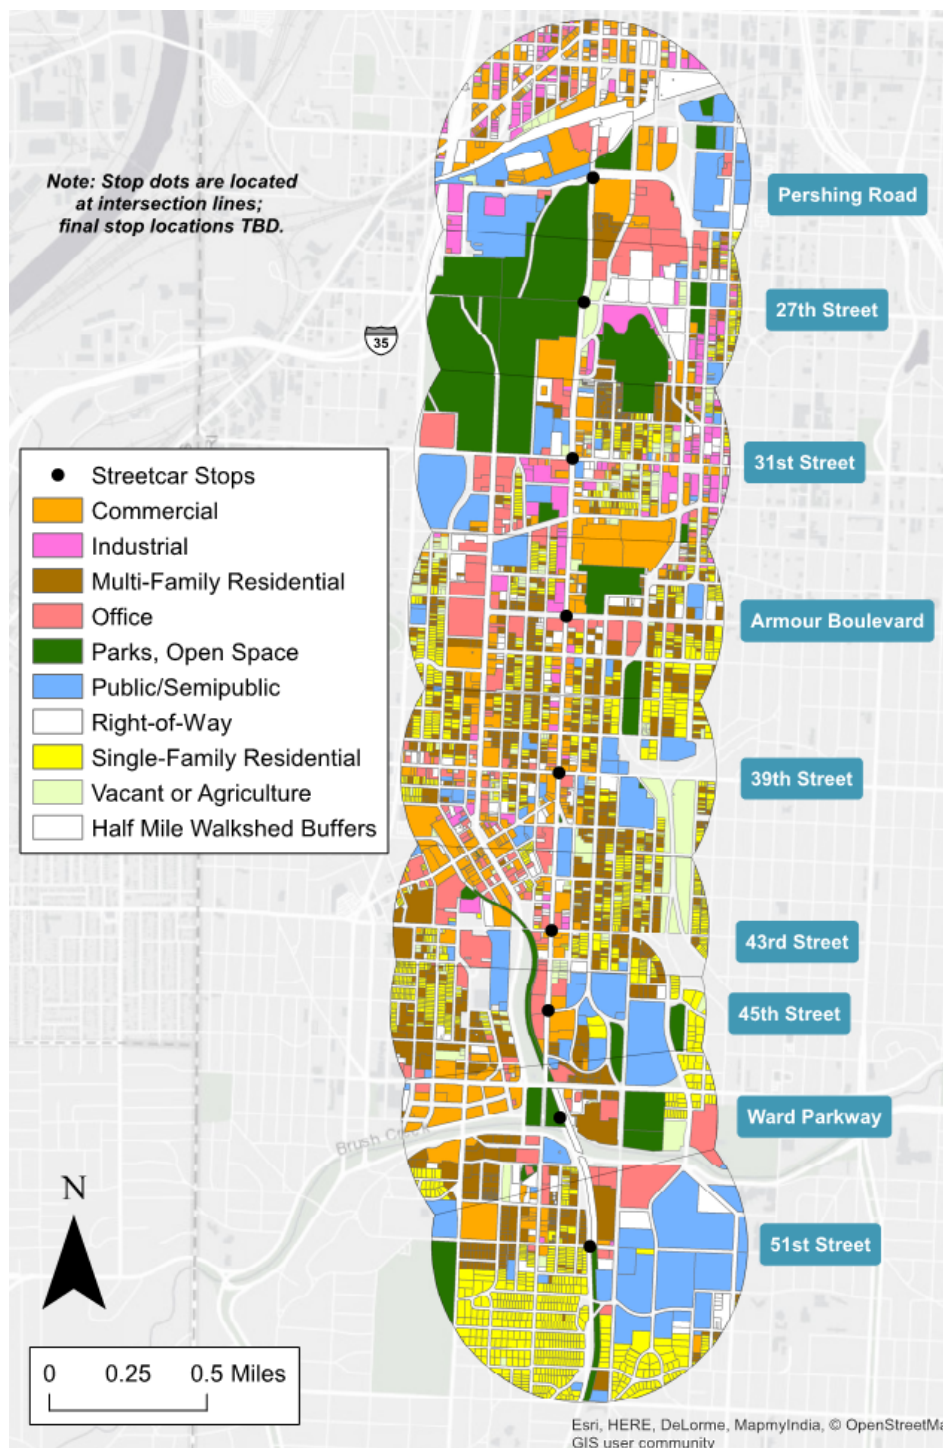 Note: Stop dots are located
at intersection lines;
final stop locations TBD.
Pershing Road
27th Street
35
31st Street
Streetcar Stops
Commercial
Industrial
Multi-Family Residential
Office
Parks, Open Space
Public/Semipublic
Right-of-Way
Single-Family Residential
Vacant or Agriculture
Half Mile Walkshed Buffers
Armour Boulevard
39th Street
43rd Street
45th Street
Ward Parkway
Brush Creek
51st Street
N
0 0.25 0.5 Miles
Esri, HERE, DeLorme, MapmyIndia, © OpenStreetMa
GIS user community